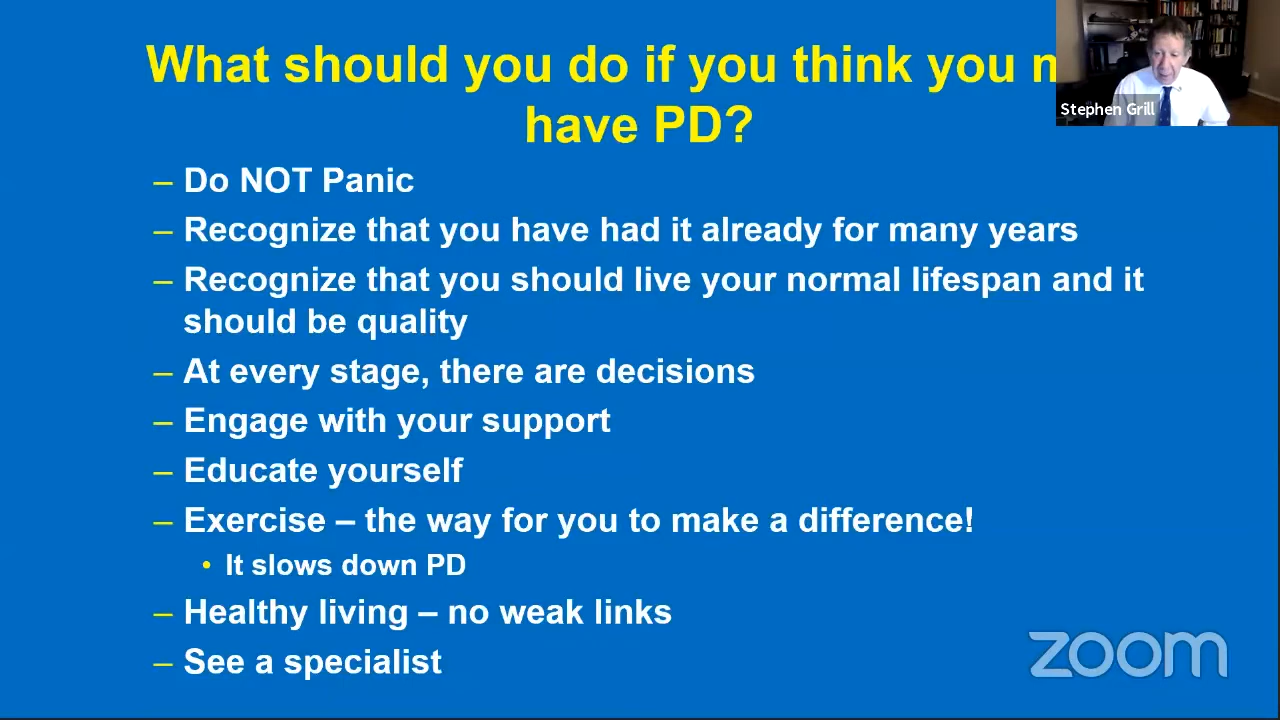 What should you do if you think you m
have PD?
Stephen Grill
– Do NOT Panic
– Recognize that you have had it already for many years
– Recognize that you should live your normal lifespan and it
should be quality
– At every stage, there are decisions
– Engage with your support
– Educate yourself
– Exercise – the way for you to make a difference!
• It slows down PD
– Healthy living – no weak links
– See a specialist
zoom